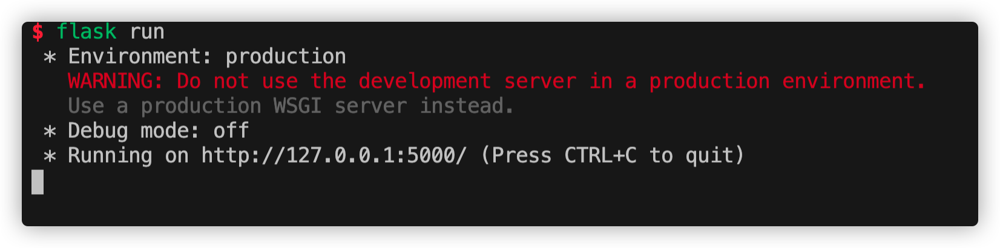 $ flask run
* Environment: production
WARNING: Do not use the development server in a production environment.
Use a production WSGI server instead.
* Debug mode: off
* Running on http://127.0.0.1:5000/ (Press CTRL+C to quit)